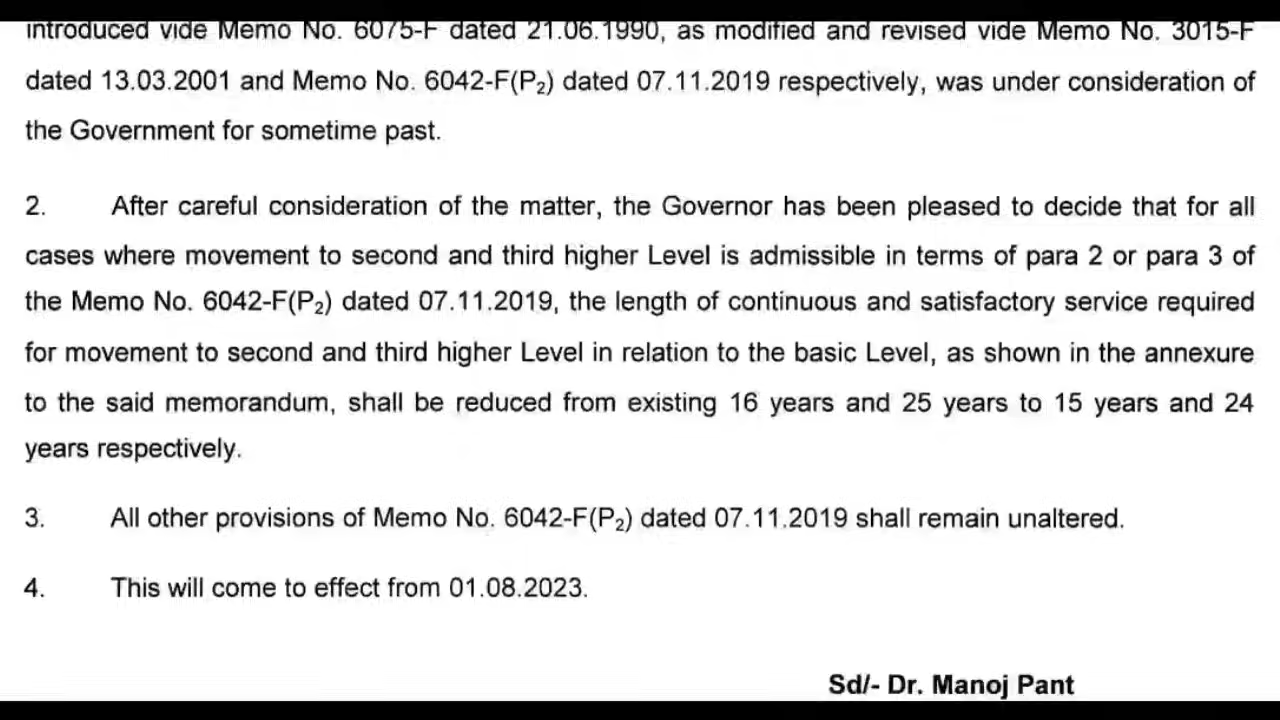 introduced vide Memo No. 6075-F dated 21.06.1990, as modified and revised vide Memo No. 3015-F
dated 13.03.2001 and Memo No. 6042-F(P₂) dated 07.11.2019 respectively, was under consideration of
the Government for sometime past.
2. After careful consideration of the matter, the Governor has been pleased to decide that for all
cases where movement to second and third higher Level is admissible in terms of para 2 or para 3 of
the Memo No. 6042-F(P₂) dated 07.11.2019, the length of continuous and satisfactory service required
for movement to second and third higher Level in relation to the basic Level, as shown in the annexure
to the said memorandum, shall be reduced from existing 16 years and 25 years to 15 years and 24
years respectively.
3. All other provisions of Memo No. 6042-F(P₂) dated 07.11.2019 shall remain unaltered.
4. This will come to effect from 01.08.2023.
Sd/- Dr. Manoj Pant